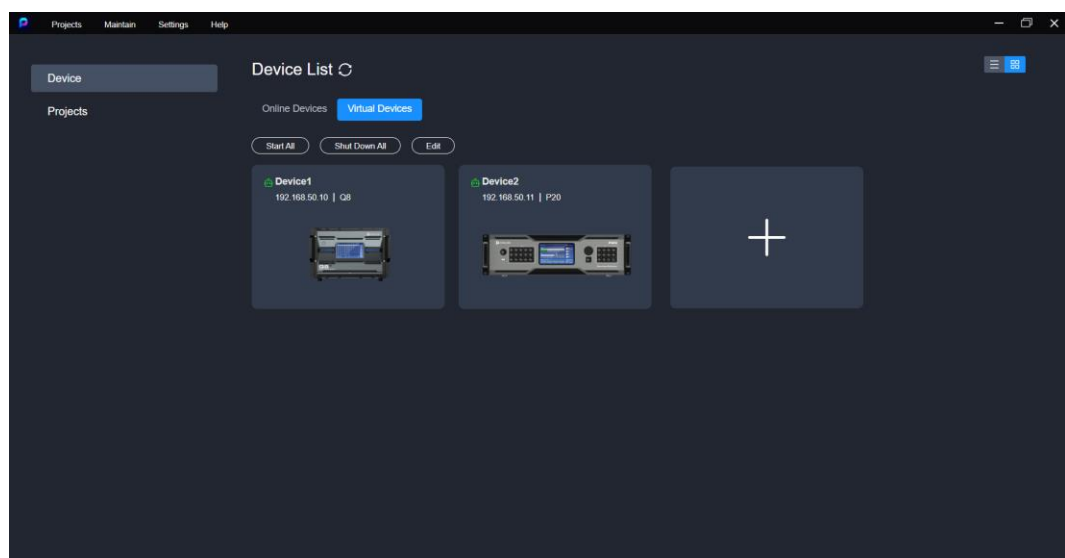 Projects Maintain Settings Help
Device
Projects
Device List
Online Devices Virtual Devices
Start All Shut Down All Edit
Device1
192.168.50.10 | Q8
Device2
192.168.50.11 | P20